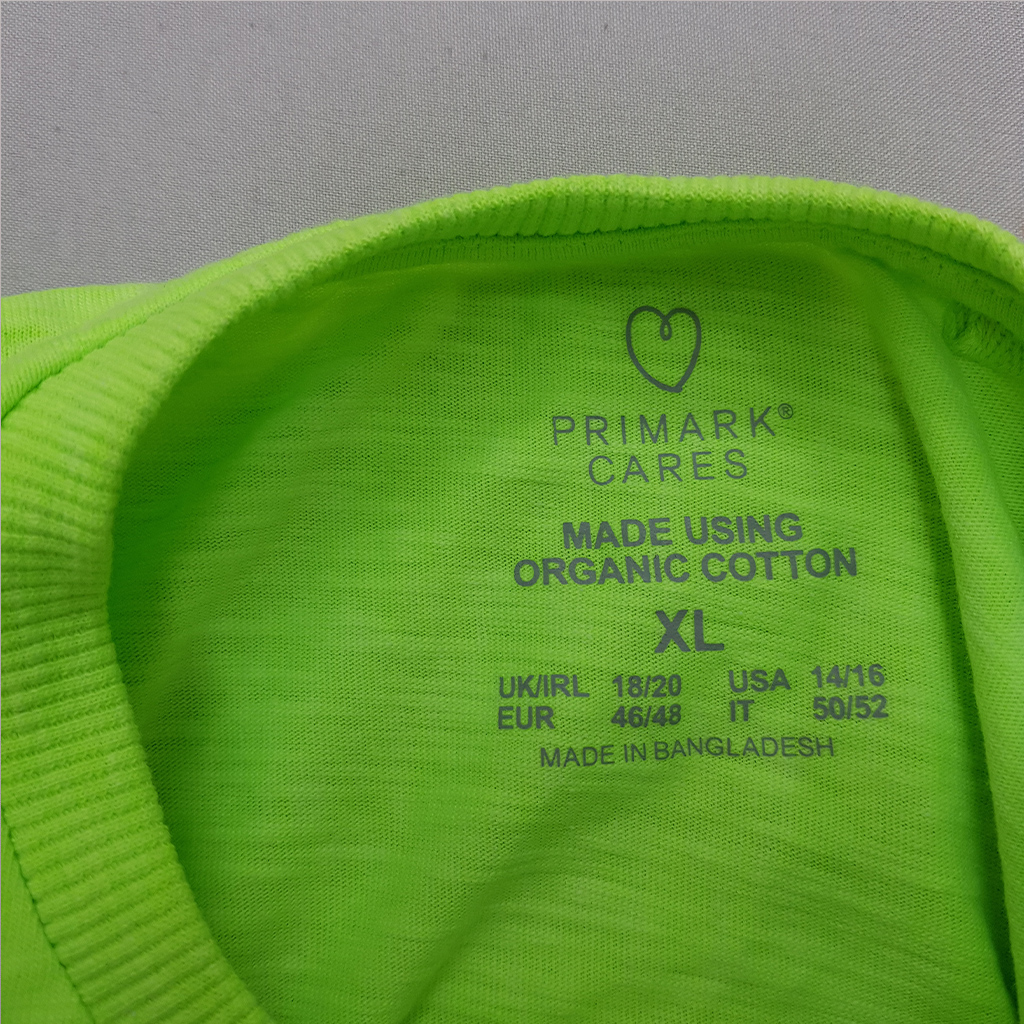 PRIMARK®
CARES
MADE USING
ORGANIC COTTON
XL
UK/IRL 18/20 USA 14/16
EUR 46/48 IT 50/52
MADE IN BANGLADESH